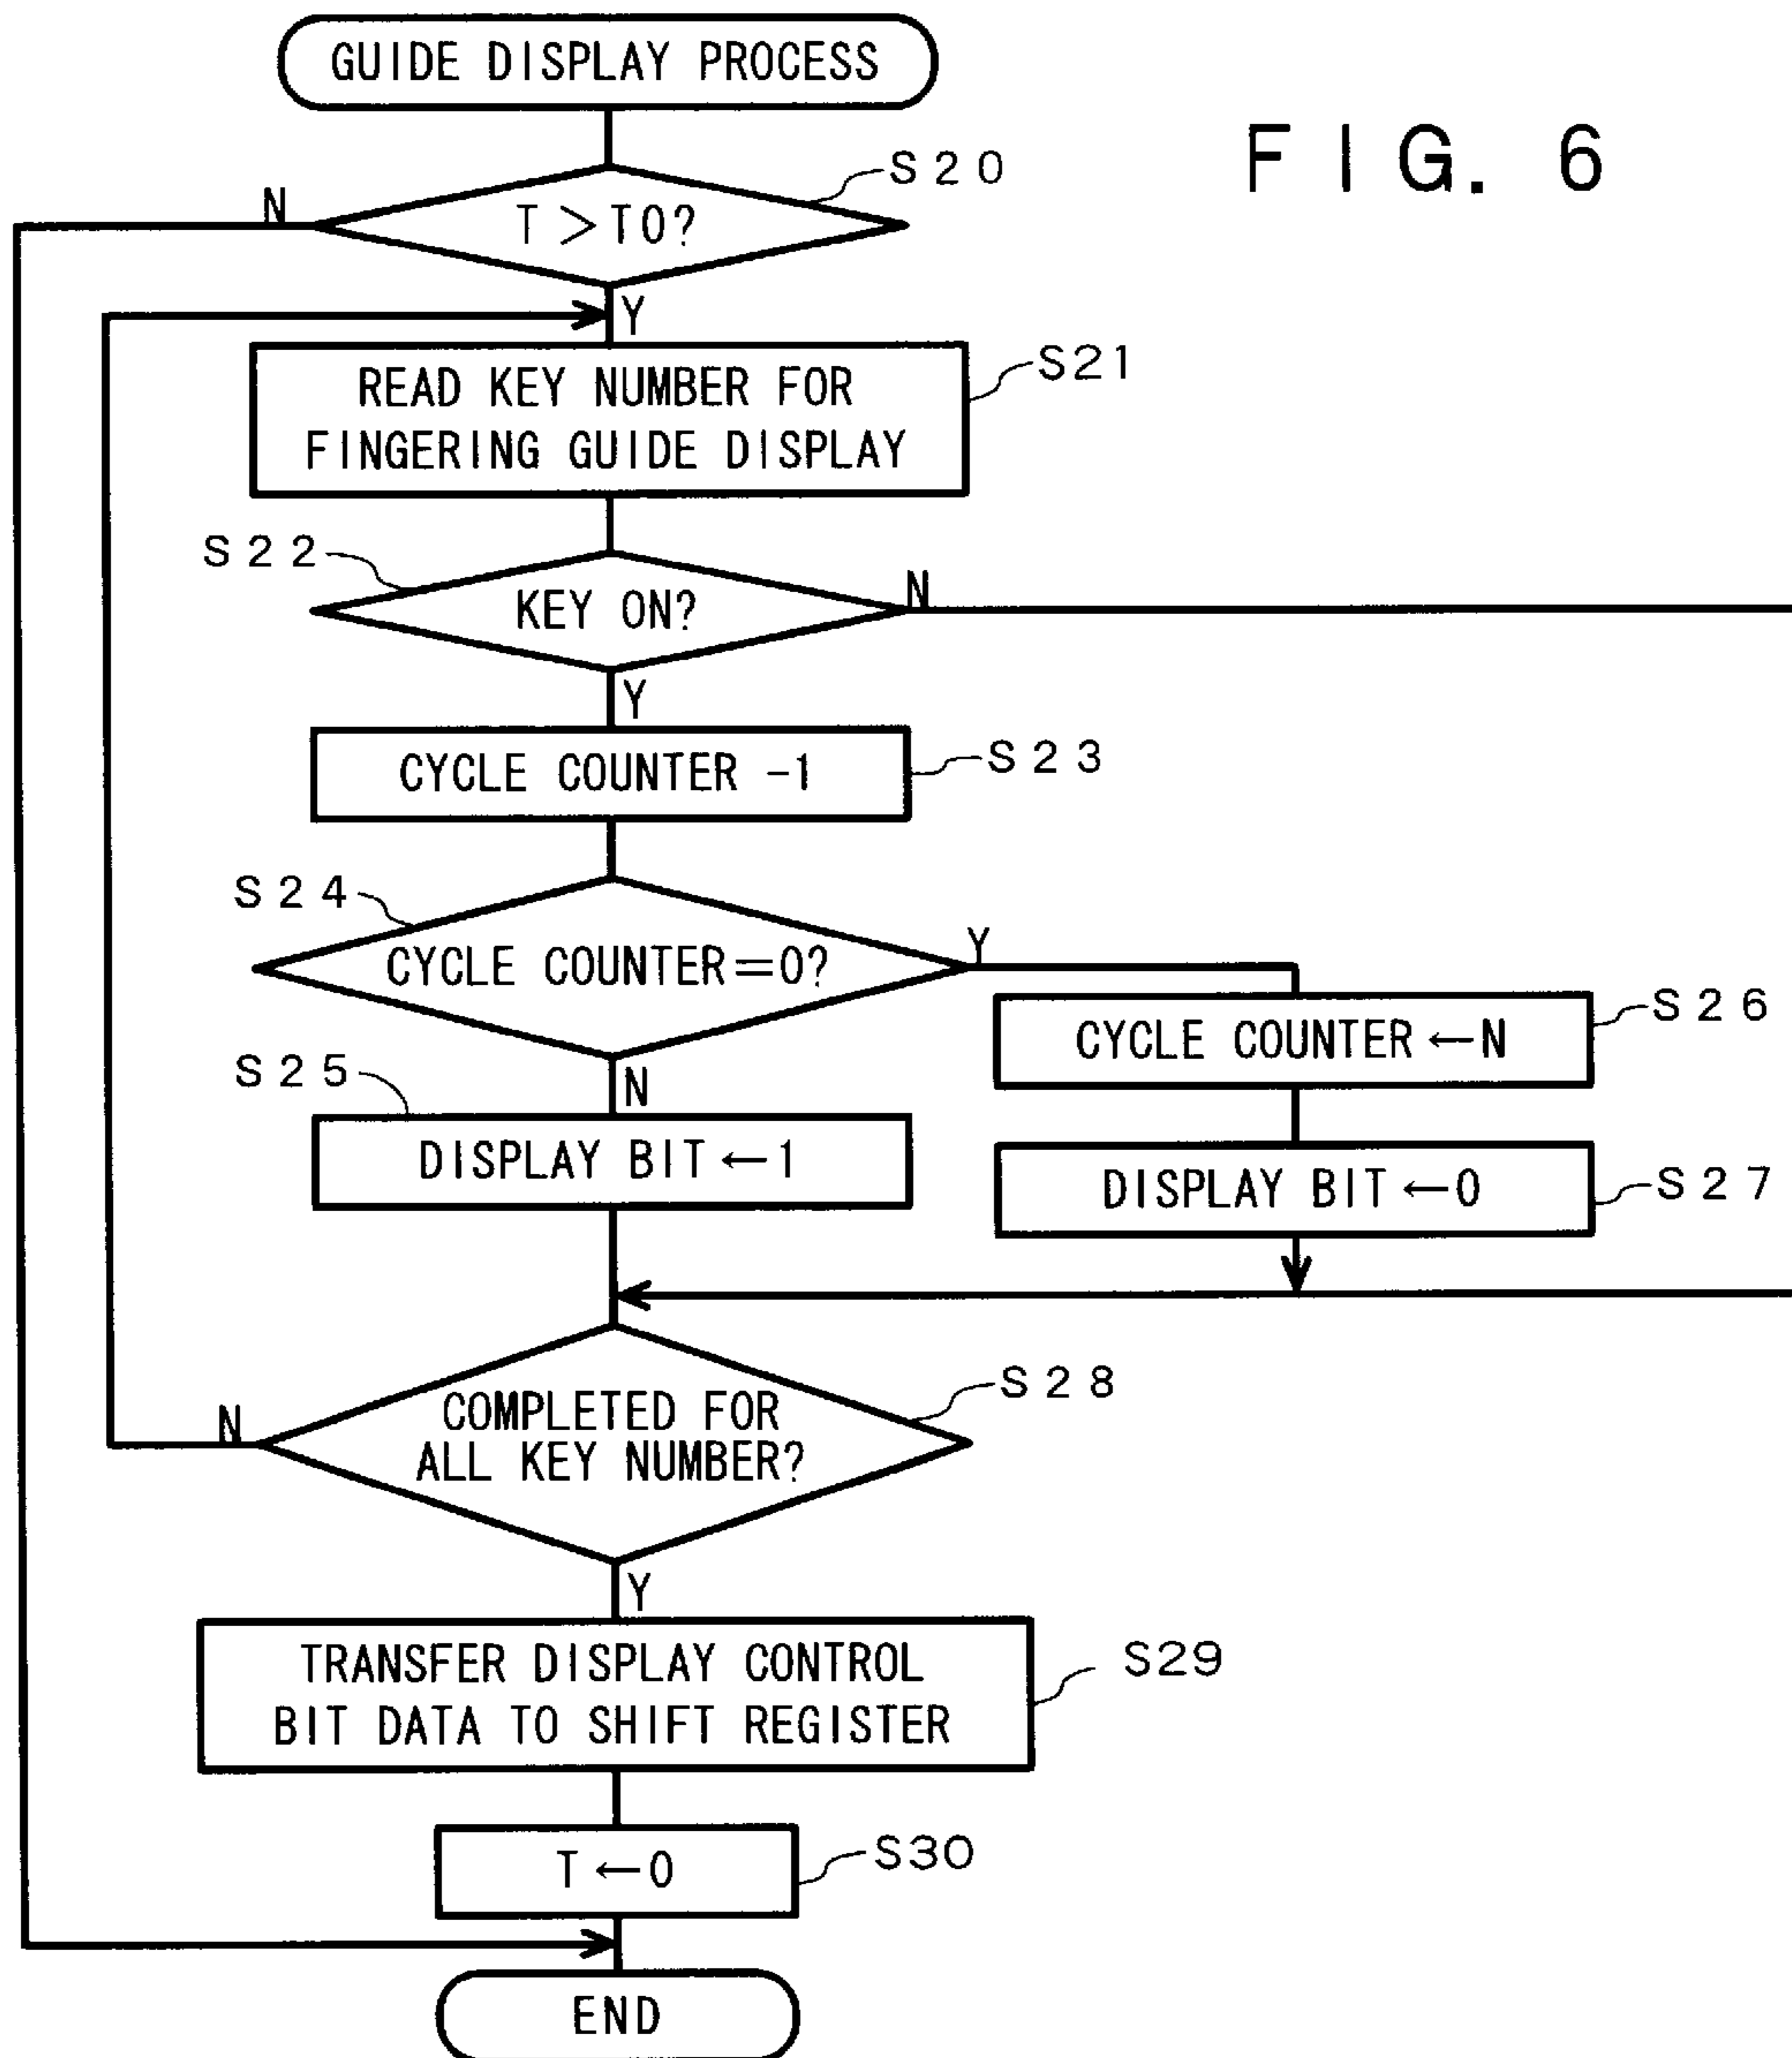 GUIDE DISPLAY PROCESS
FIG. 6
S20
N
T>T0?
Y
S21
READ KEY NUMBER FOR
FINGERING GUIDE DISPLAY
S22
N
KEY ON?
Y
CYCLE COUNTER -1
S23
S24
Y
CYCLE COUNTER=0?
S26
CYCLE COUNTER←N
S25
N
DISPLAY BIT←1
DISPLAY BIT←0
S27
S28
N
COMPLETED FOR
ALL KEY NUMBER?
Y
TRANSFER DISPLAY CONTROL
BIT DATA TO SHIFT REGISTER
S29
T←0
S30
END